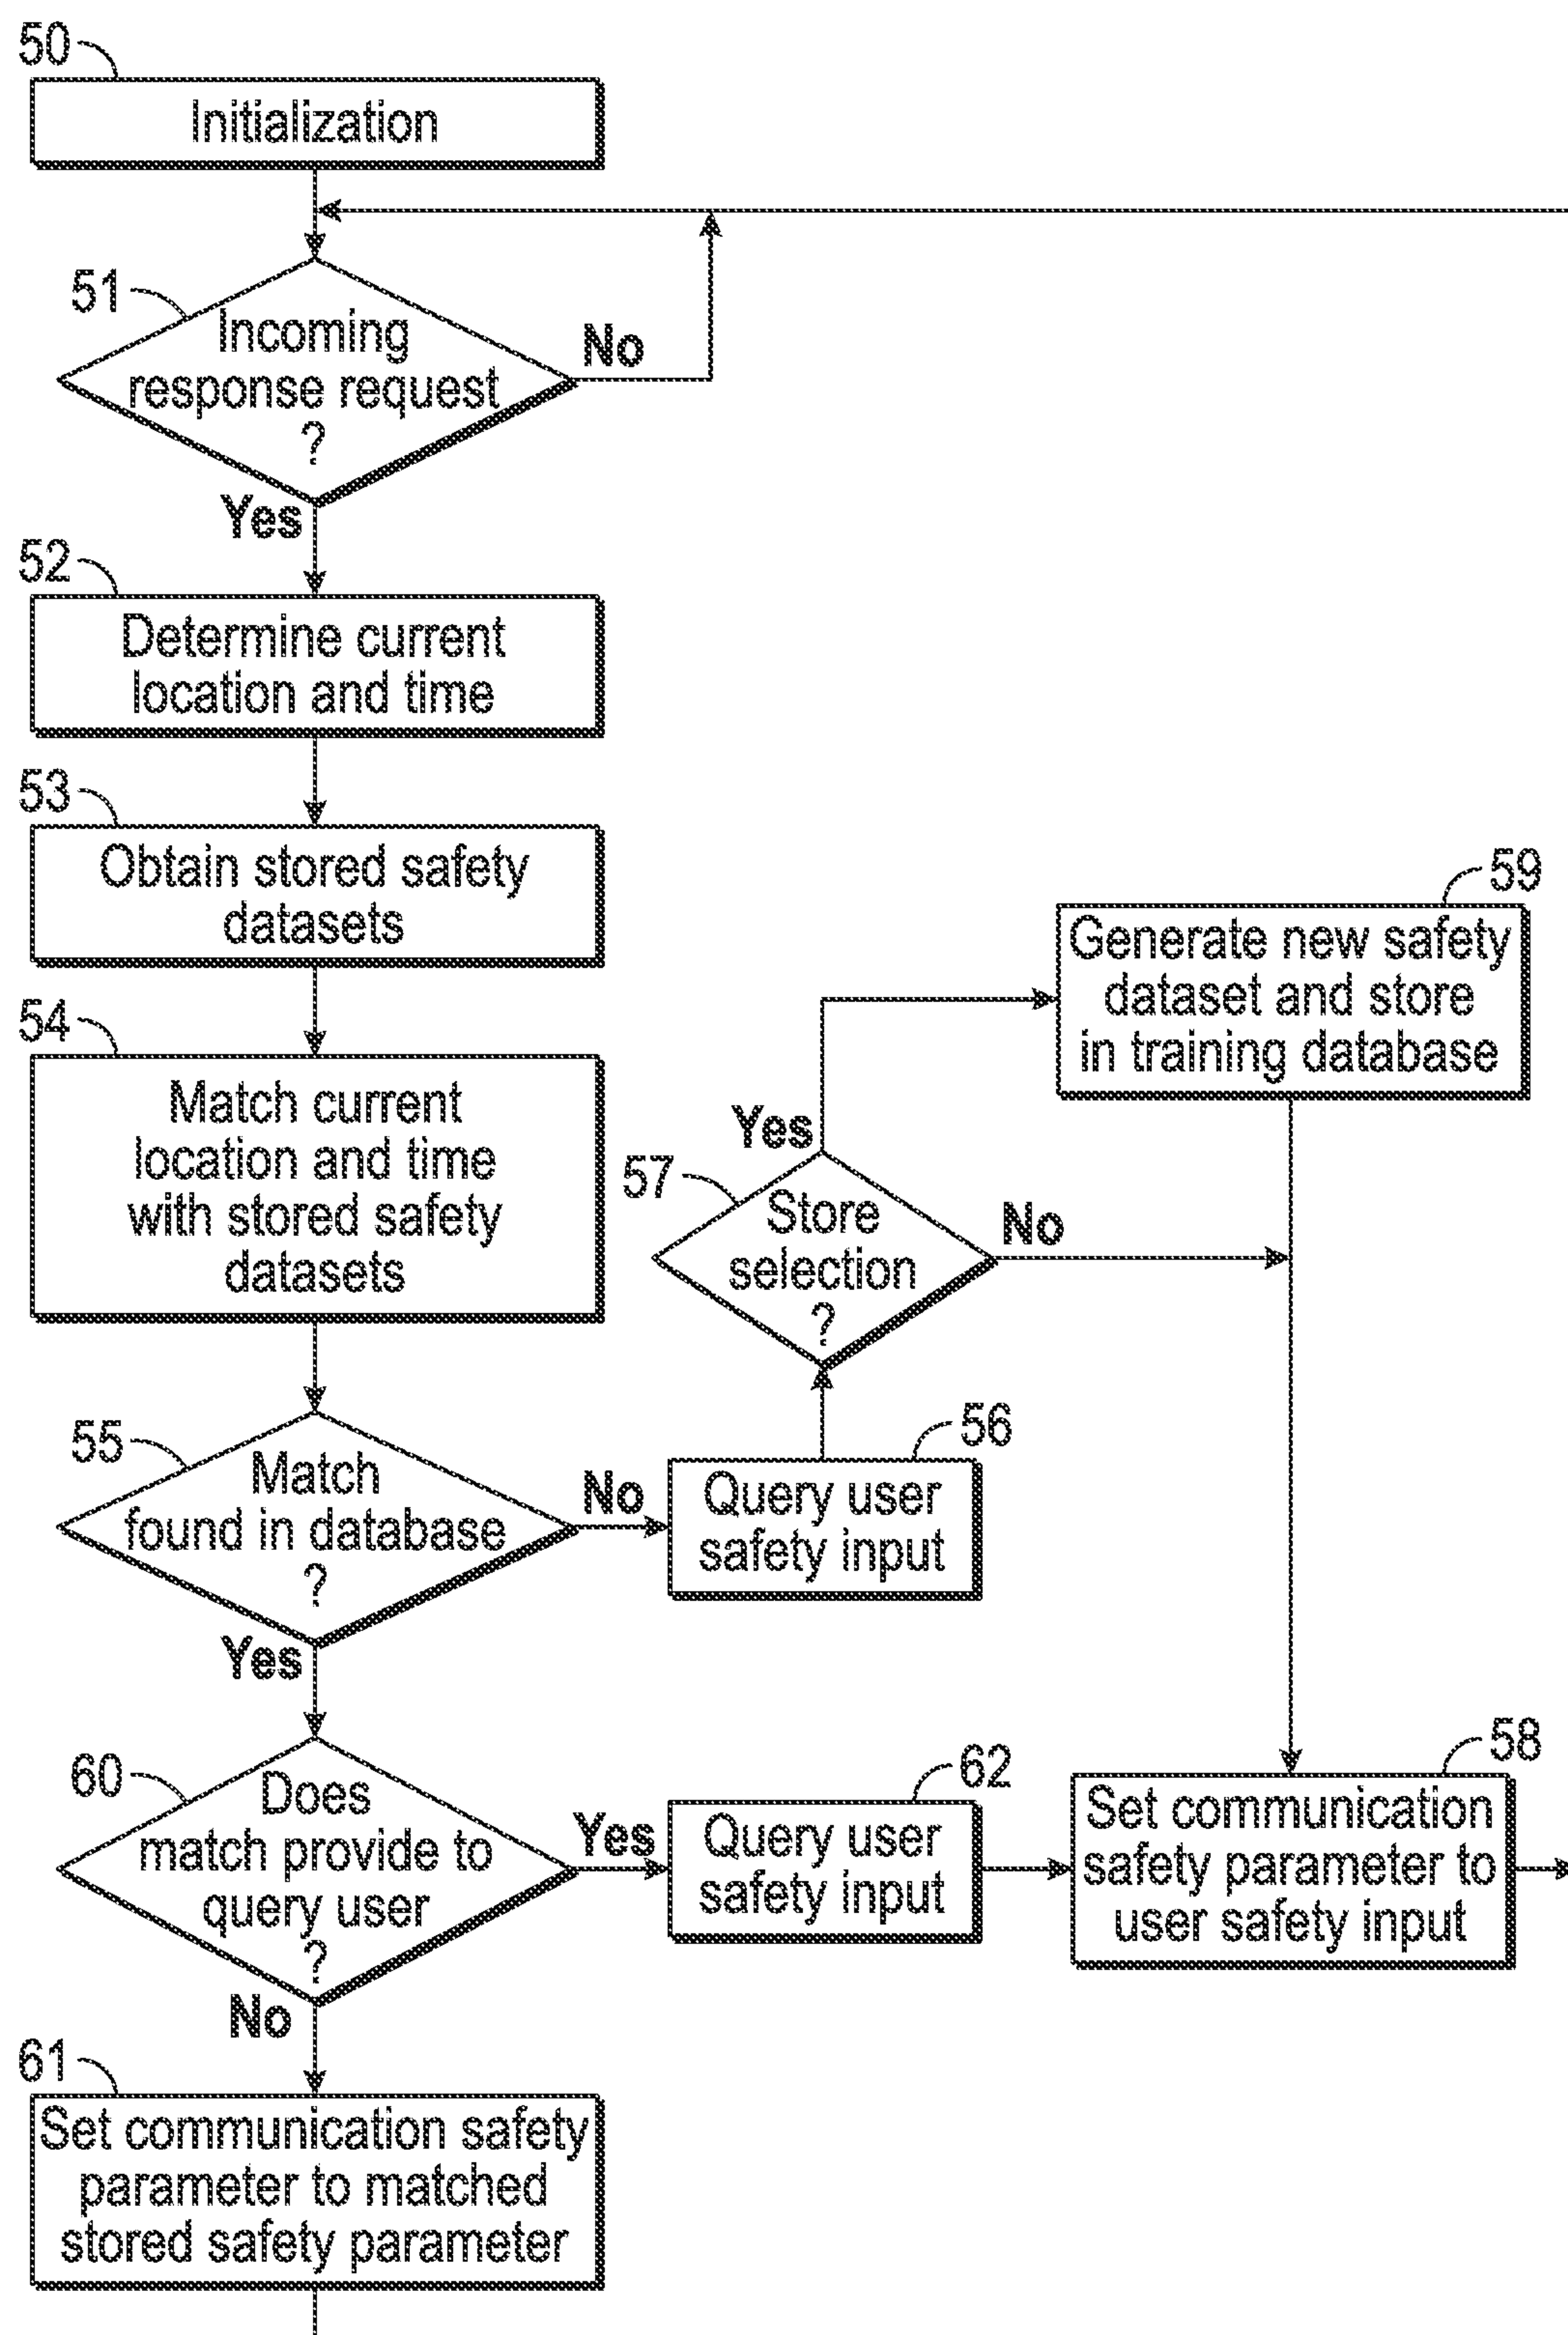 50
Initialization
51
Incoming
response request
?
No
Yes
52
Determine current
location and time
53
Obtain stored safety
datasets
54
Match current
location and time
with stored safety
datasets
55
Match
found in database
?
No
Yes
56
Query user
safety input
57
Store
selection
?
Yes
No
59
Generate new safety
dataset and store
in training database
60
Does
match provide to
query user
?
Yes
No
62
Query user
safety input
58
Set communication
safety parameter to
user safety input
61
Set communication safety
parameter to matched
stored safety parameter